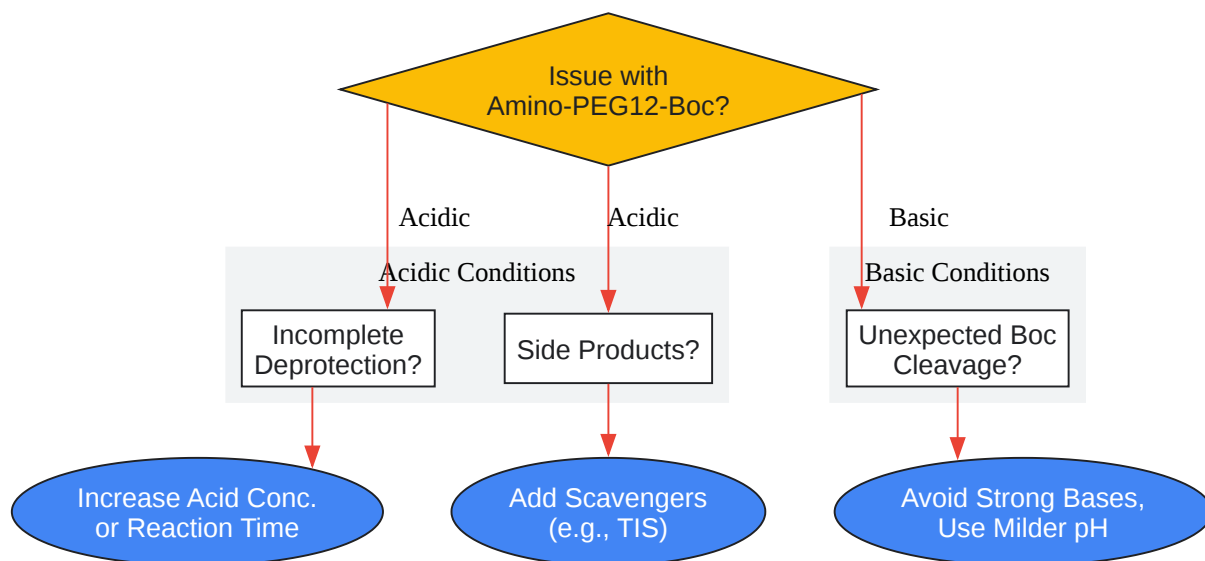 Issue with
Amino-PEG12-Boc?
Acidic
Acidic
Basic
Acidic Conditions
Basic Conditions
Incomplete
Deprotection?
Side Products?
Unexpected Boc
Cleavage?
Increase Acid Conc.
or Reaction Time
Add Scavengers
(e.g., TIS)
Avoid Strong Bases,
Use Milder pH